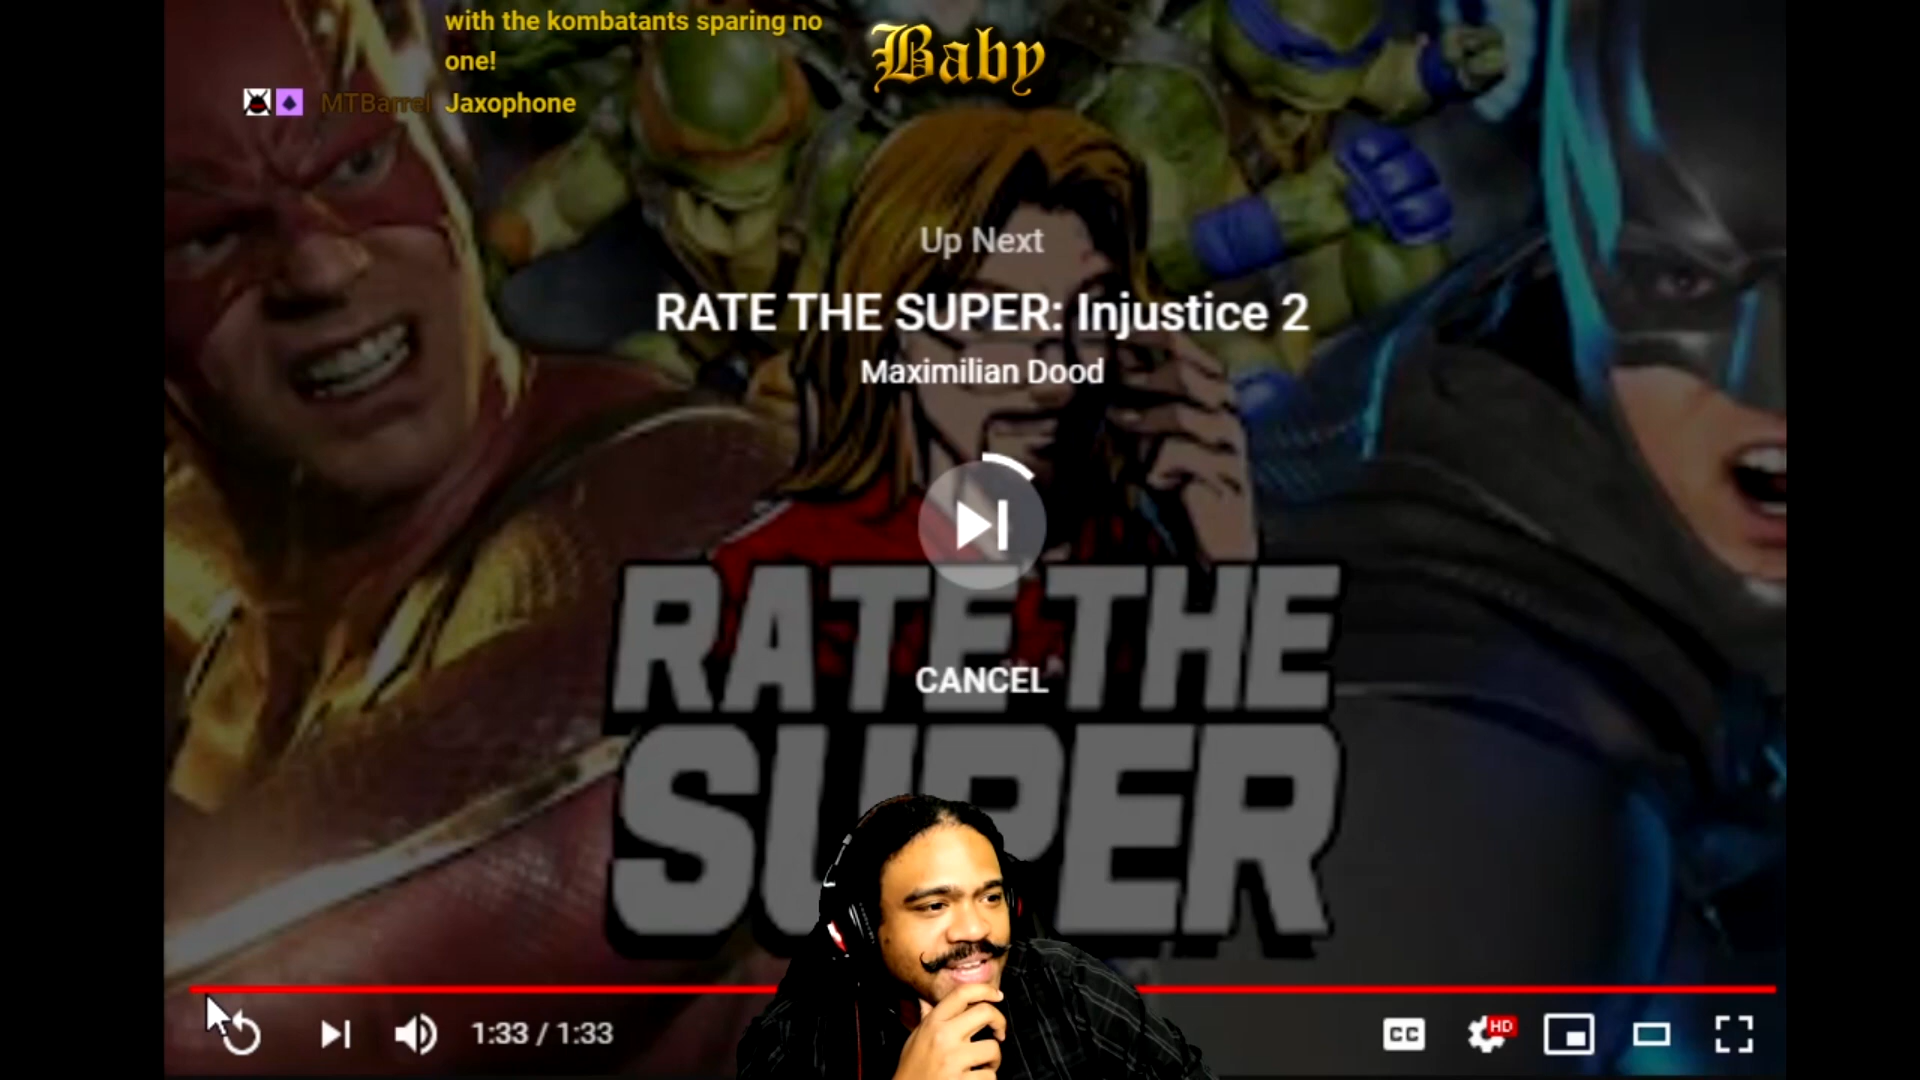 with the kombatants sparing no
one!
MTBarrel Jaxophone
Baby
Up Next
RATE THE SUPER: Injustice 2
Maximilian Dood
RATE THE
CANCEL
SUPER
1:33 / 1:33
CC
HD